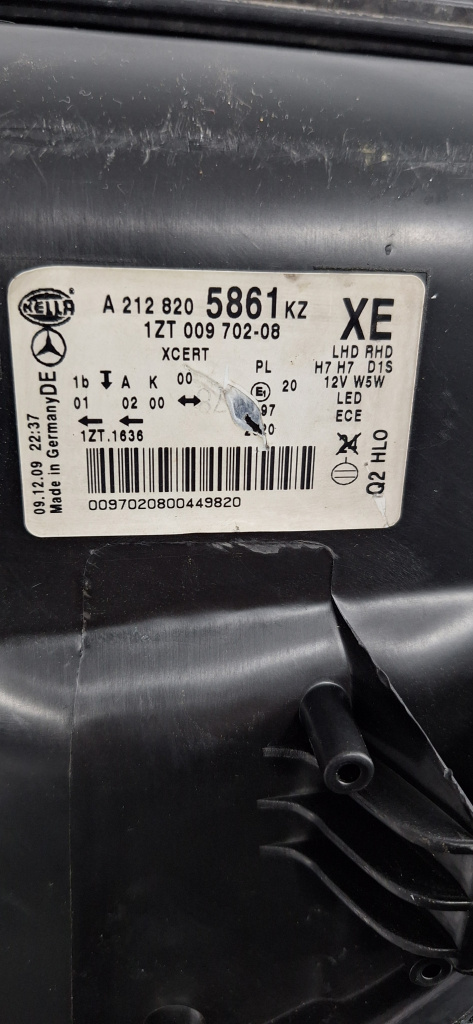 HELLA
A 212 820 5861 KZ
1ZT 009 702-08
XE
XCERT
LHD RHD
H7 H7 D1S
12V W5W
LED
ECE
PL
1b A K 00
E1 20
01 02 00
97
1ZT.1636
0097020800449820
09.12.09 22:37
Made in Germany DE
Q2 HLO